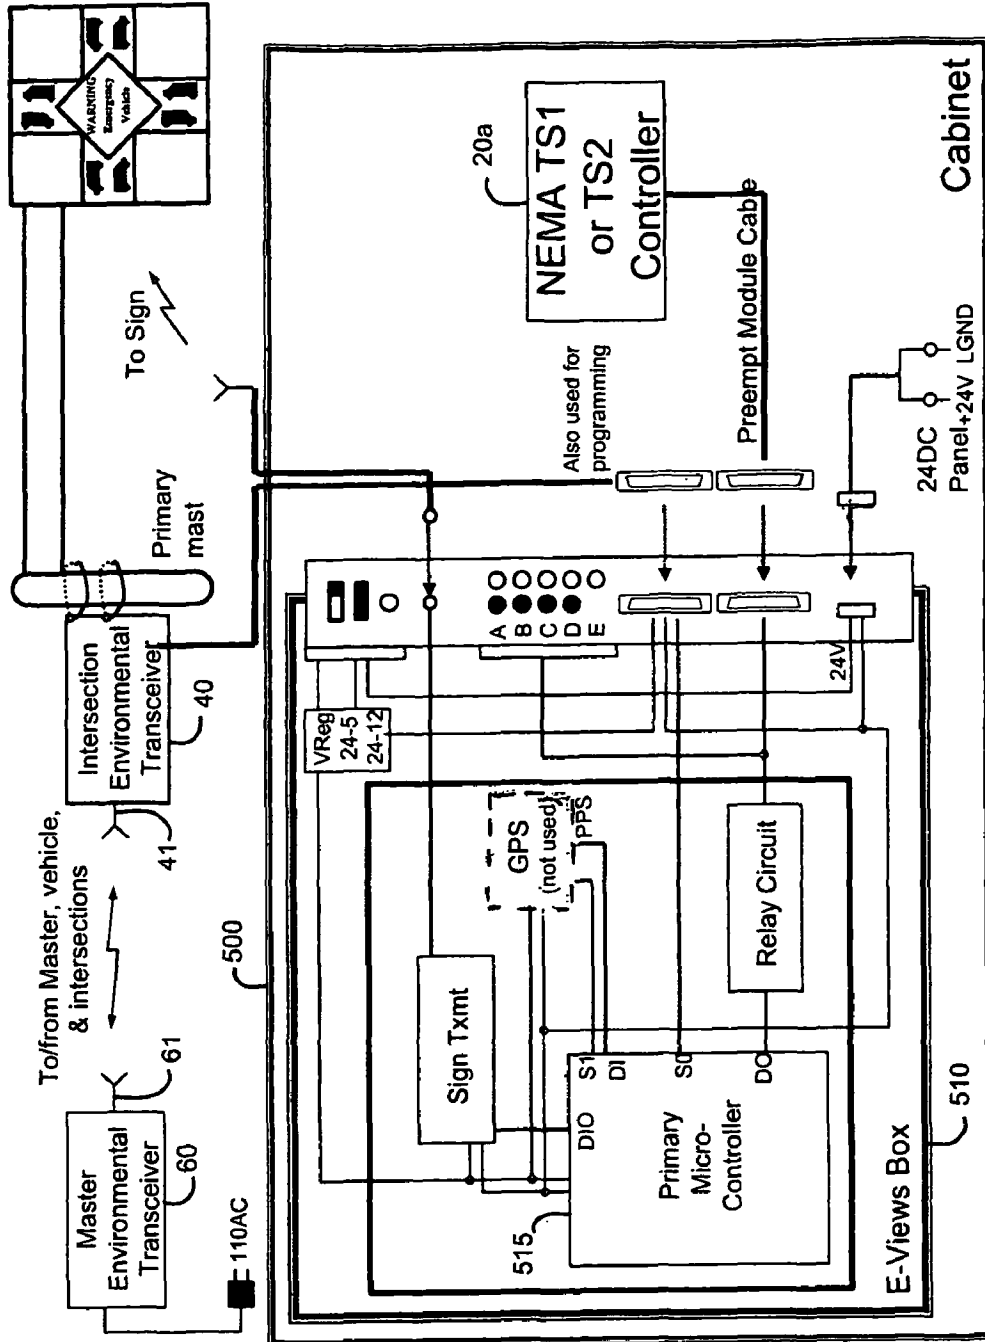 WARNING
Emergency
Vehicle
To Sign
Primary
mast
Intersection
Environmental
Transceiver
40
41
To/from Master, vehicle,
& intersections
61
Master
Environmental
Transceiver
60
110AC
500
Cabinet
20a
NEMA TS1
or TS2
Controller
Also used for
programming
Preempt Module Cable
24DC
Panel
+24V LGND
A
B
C
D
E
24V
VReg
24-5
24-12
GPS
(not used)
PPS
Sign Txmt
Relay Circuit
S1
DI
S0
DO
DIO
Primary
Micro-
Controller
515
E-Views Box
510